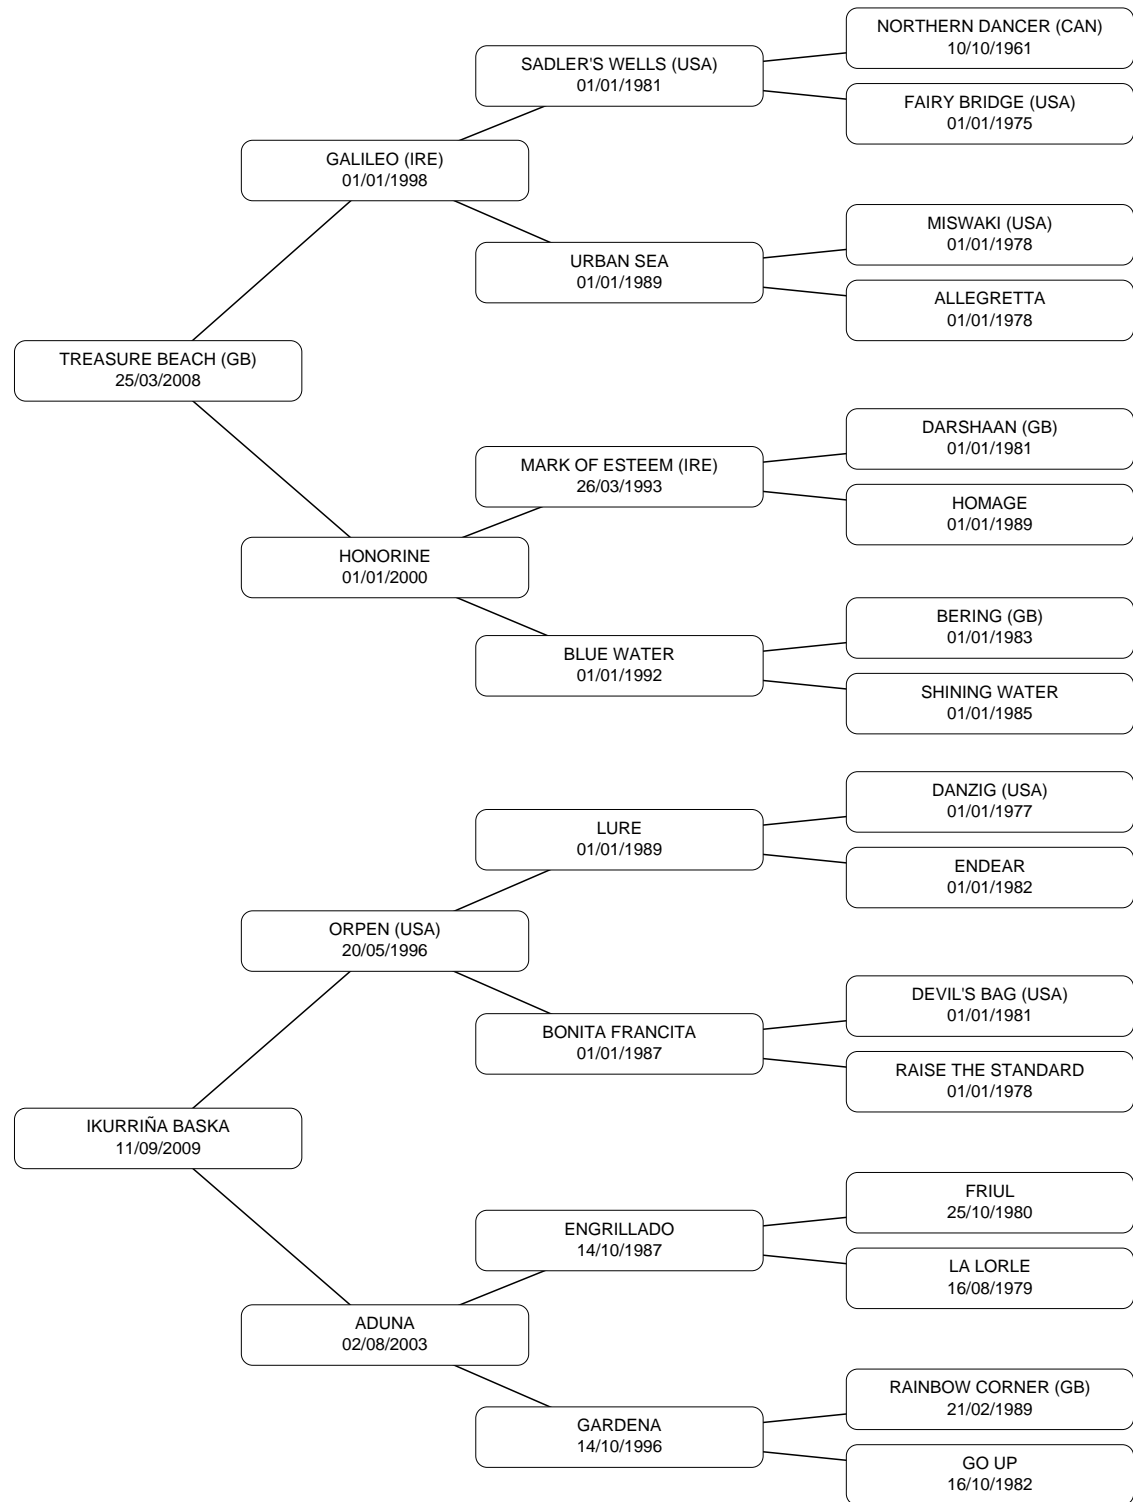 NORTHERN DANCER (CAN)
10/10/1961
SADLER'S WELLS (USA)
01/01/1981
FAIRY BRIDGE (USA)
01/01/1975
GALILEO (IRE)
01/01/1998
MISWAKI (USA)
01/01/1978
URBAN SEA
01/01/1989
ALLEGRETTA
01/01/1978
TREASURE BEACH (GB)
25/03/2008
DARSHAAN (GB)
01/01/1981
MARK OF ESTEEM (IRE)
26/03/1993
HOMAGE
01/01/1989
HONORINE
01/01/2000
BERING (GB)
01/01/1983
BLUE WATER
01/01/1992
SHINING WATER
01/01/1985
DANZIG (USA)
01/01/1977
LURE
01/01/1989
ENDEAR
01/01/1982
ORPEN (USA)
20/05/1996
DEVIL'S BAG (USA)
01/01/1981
BONITA FRANCITA
01/01/1987
RAISE THE STANDARD
01/01/1978
IKURRIÑA BASKA
11/09/2009
FRIUL
25/10/1980
ENGRILLADO
14/10/1987
LA LORLE
16/08/1979
ADUNA
02/08/2003
RAINBOW CORNER (GB)
21/02/1989
GARDENA
14/10/1996
GO UP
16/10/1982